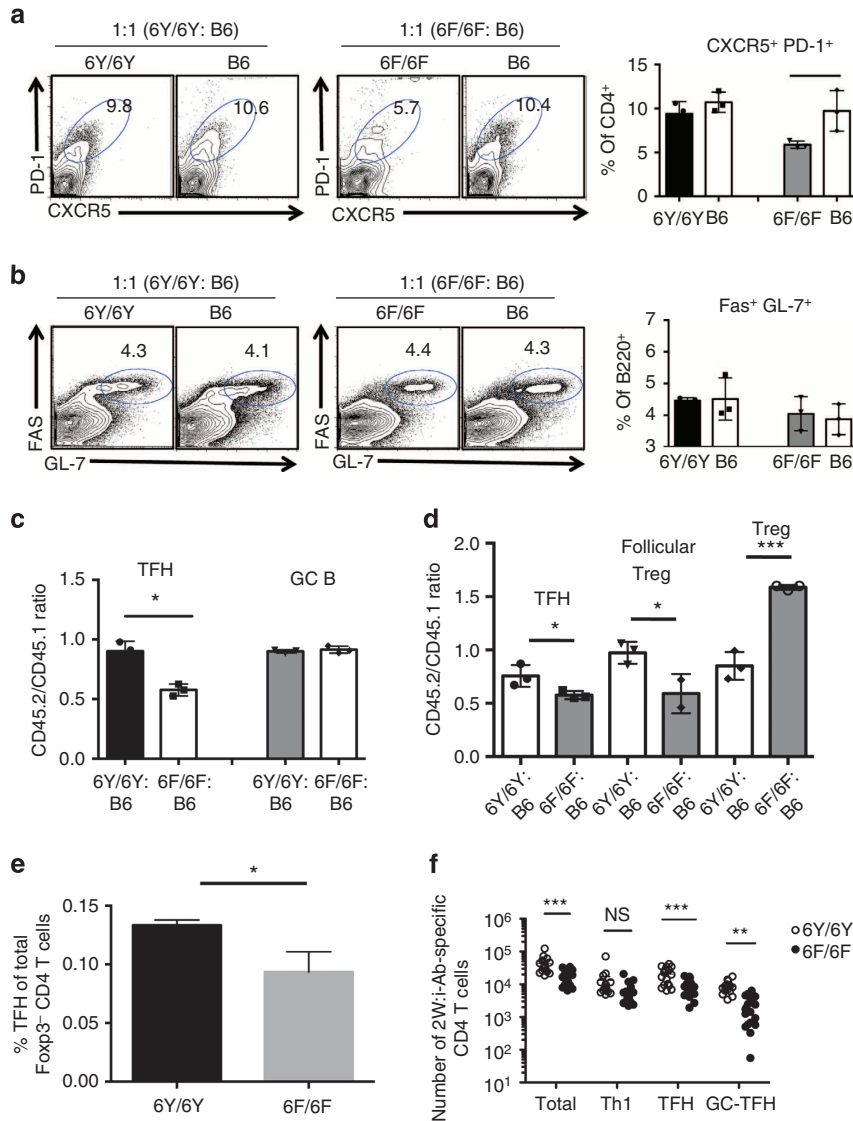 a
1:1 (6Y/6Y: B6)
6Y/6Y
B6
9.8
10.6
PD-1
CXCR5
1:1 (6F/6F: B6)
6F/6F
B6
5.7
10.4
PD-1
CXCR5
CXCR5⁺ PD-1⁺
% Of CD4⁺
15
10
5
0
6Y/6Y B6
6F/6F B6
b
1:1 (6Y/6Y: B6)
6Y/6Y
B6
4.3
4.1
FAS
GL-7
1:1 (6F/6F: B6)
6F/6F
B6
4.4
4.3
FAS
GL-7
Fas⁺ GL-7⁺
% Of B220⁺
7
6
5
4
3
6Y/6Y B6
6F/6F B6
c
CD45.2/CD45.1 ratio
1.5
1.0
0.5
0.0
TFH
*
GC B
6Y/6Y: B6
6F/6F: B6
6Y/6Y: B6
6F/6F: B6
d
CD45.2/CD45.1 ratio
2.0
1.5
1.0
0.5
0.0
TFH
*
Follicular
Treg
*
Treg
***
6Y/6Y: B6
6F/6F: B6
6Y/6Y: B6
6F/6F: B6
6Y/6Y: B6
6F/6F: B6
e
% TFH of total
Foxp3⁻ CD4 T cells
0.15
0.10
0.05
0.00
*
6Y/6Y
6F/6F
f
Number of 2W:i-Ab-specific
CD4 T cells
10⁶
10⁵
10⁴
10³
10²
10¹
***
NS
***
**
6Y/6Y
6F/6F
Total
Th1
TFH
GC-TFH